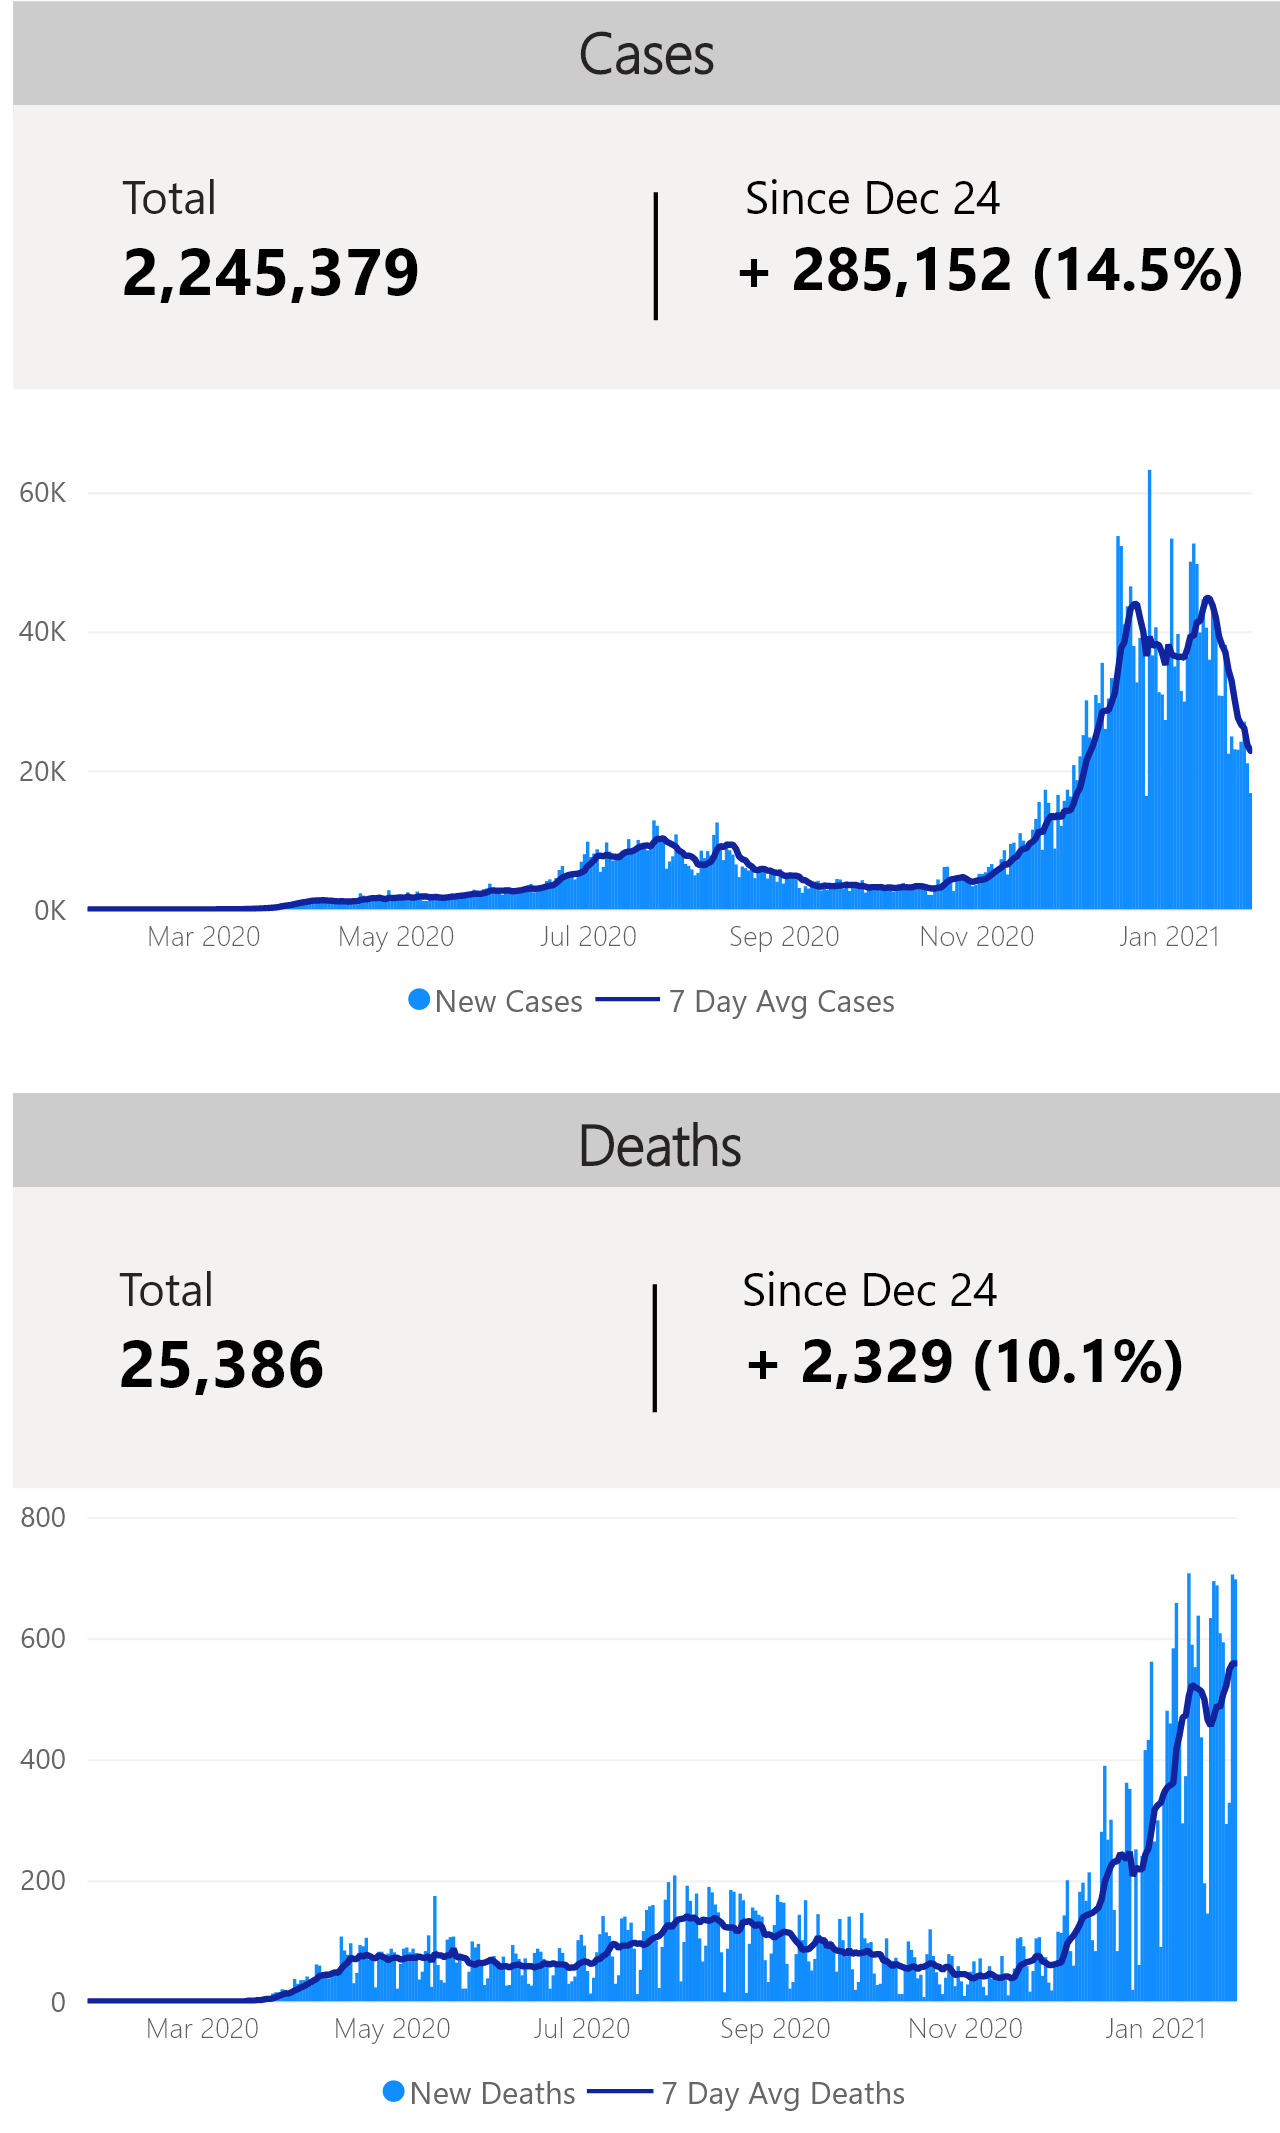 Cases
Total
Since Dec 24
2,245,379
+ 285,152 (14.5%)
60K
40K
20K
0K
Mar 2020 May 2020 Jul 2020 Sep 2020 Nov 2020 Jan 2021
New Cases 7 Day Avg Cases
Deaths
Total
Since Dec 24
25,386
+ 2,329 (10.1%)
800
600
400
200
0
Mar 2020 May 2020 Jul 2020 Sep 2020 Nov 2020 Jan 2021
New Deaths 7 Day Avg Deaths